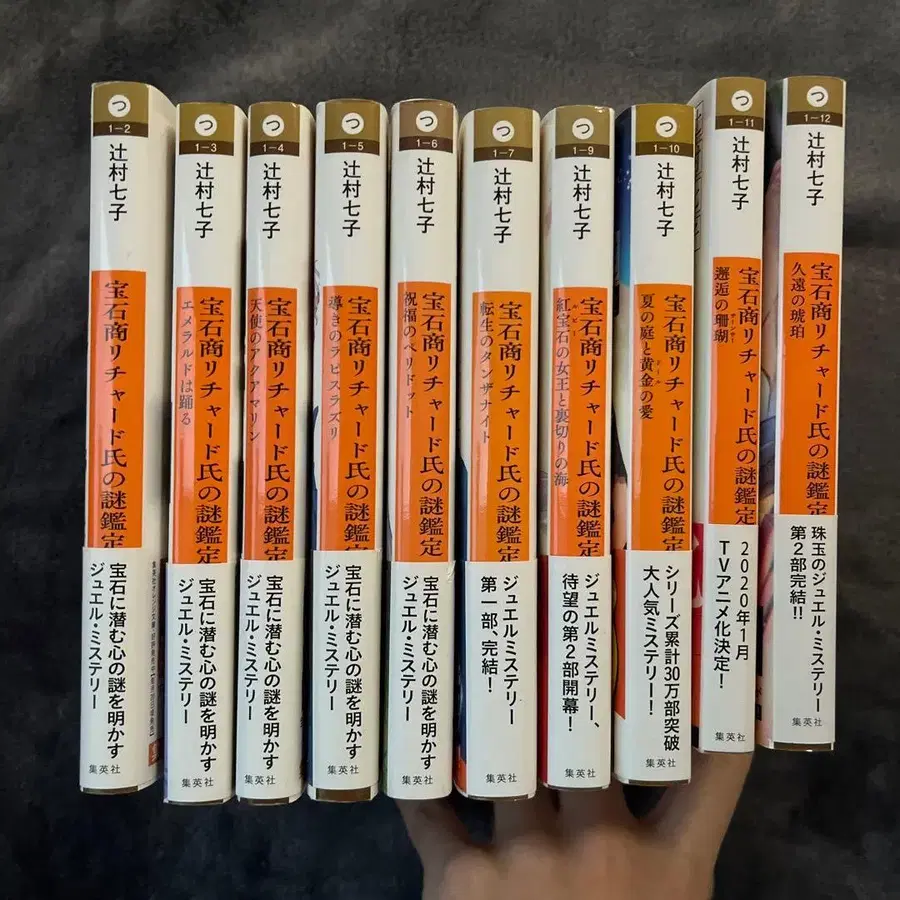 つ
1-2
辻村七子
宝石商リチャード氏の謎鑑定
宝石に潜む心の謎を明かす
ジュエル・ミステリー
集英社
つ
1-3
辻村七子
宝石商リチャード氏の謎鑑定
エメラルドは踊る
宝石に潜む心の謎を明かす
ジュエル・ミステリー
集英社
つ
1-4
辻村七子
宝石商リチャード氏の謎鑑定
天使のアクアマリン
宝石に潜む心の謎を明かす
ジュエル・ミステリー
集英社
つ
1-5
辻村七子
宝石商リチャード氏の謎鑑定
導きのラピスラズリ
宝石に潜む心の謎を明かす
ジュエル・ミステリー
集英社
つ
1-6
辻村七子
宝石商リチャード氏の謎鑑定
祝福のペリドット
宝石に潜む心の謎を明かす
ジュエル・ミステリー
集英社
つ
1-7
辻村七子
宝石商リチャード氏の謎鑑定
転生のタンザナイト
ジュエルミステリー
第一部、完結!
集英社
つ
1-9
辻村七子
宝石商リチャード氏の謎鑑定
紅宝石の女王と裏切りの海
ジュエルミステリー、
待望の第2部開幕!
集英社
つ
1-10
辻村七子
宝石商リチャード氏の謎鑑定
夏の庭と黄金の愛
シリーズ累計30万部突破
大人気ミステリー!
集英社
つ
1-11
辻村七子
宝石商リチャード氏の謎鑑定
邂逅の珊瑚
2020年1月
TVアニメ化決定!
集英社
つ
1-12
辻村七子
宝石商リチャード氏の謎鑑定
久遠の琥珀
珠玉のジュエル・ミステリー
第2部完結!!
集英社